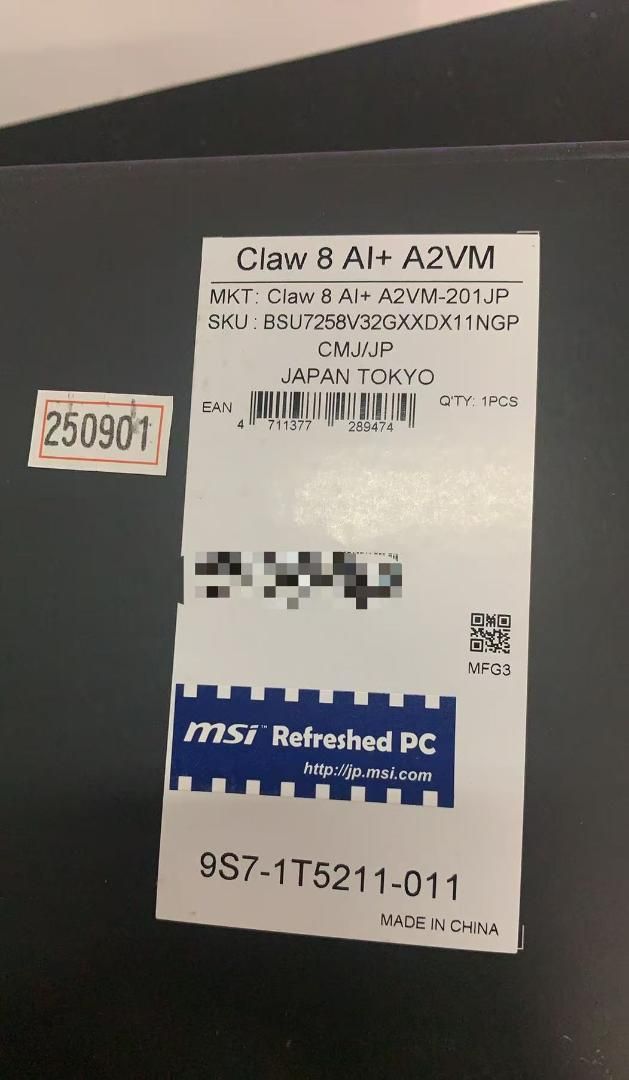 Claw 8 AI+ A2VM
MKT: Claw 8 AI+ A2VM-201JP
SKU : BSU7258V32GXXDX11NGP
CMJ/JP
JAPAN TOKYO
EAN
Q'TY: 1PCS
4 711377 289474
250901
MFG3
msi™ Refreshed PC
http://jp.msi.com
9S7-1T5211-011
MADE IN CHINA